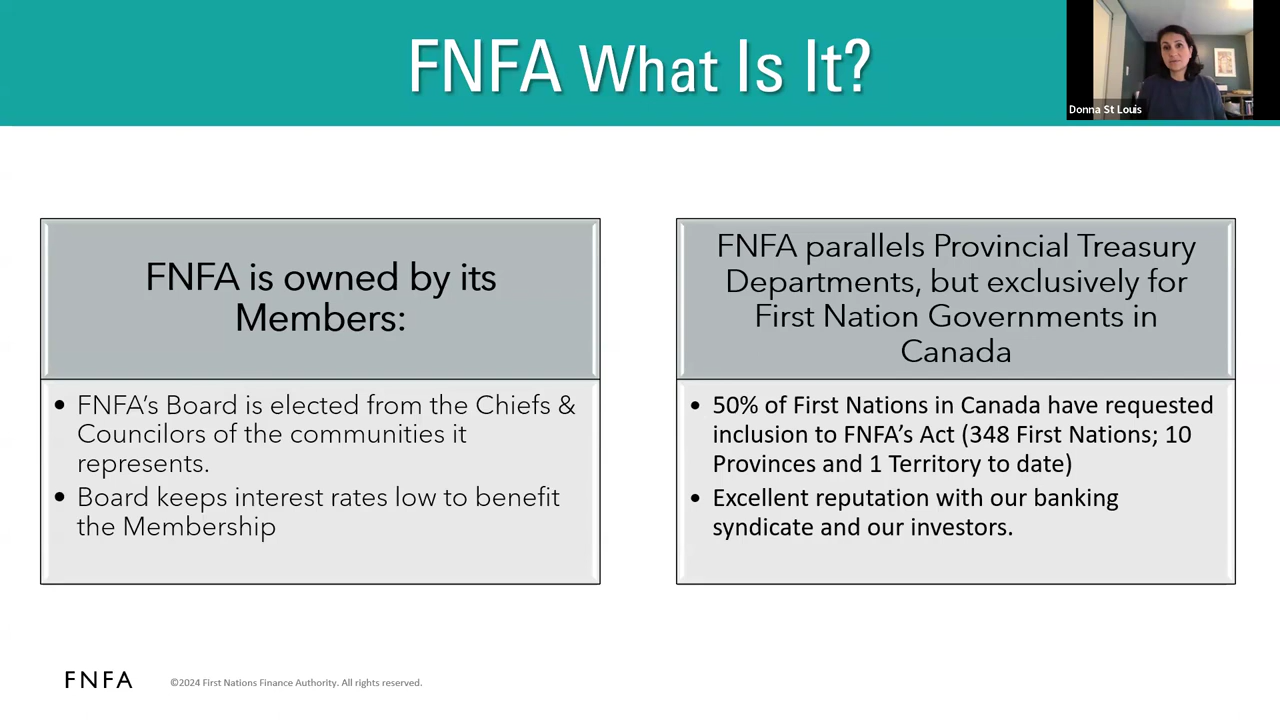 FNFA What Is It?
Donna St Louis
FNFA is owned by its
Members:
• FNFA’s Board is elected from the Chiefs &
Councilors of the communities it
represents.
• Board keeps interest rates low to benefit
the Membership
FNFA parallels Provincial Treasury
Departments, but exclusively for
First Nation Governments in
Canada
• 50% of First Nations in Canada have requested
inclusion to FNFA’s Act (348 First Nations; 10
Provinces and 1 Territory to date)
• Excellent reputation with our banking
syndicate and our investors.
FNFA
©2024 First Nations Finance Authority. All rights reserved.